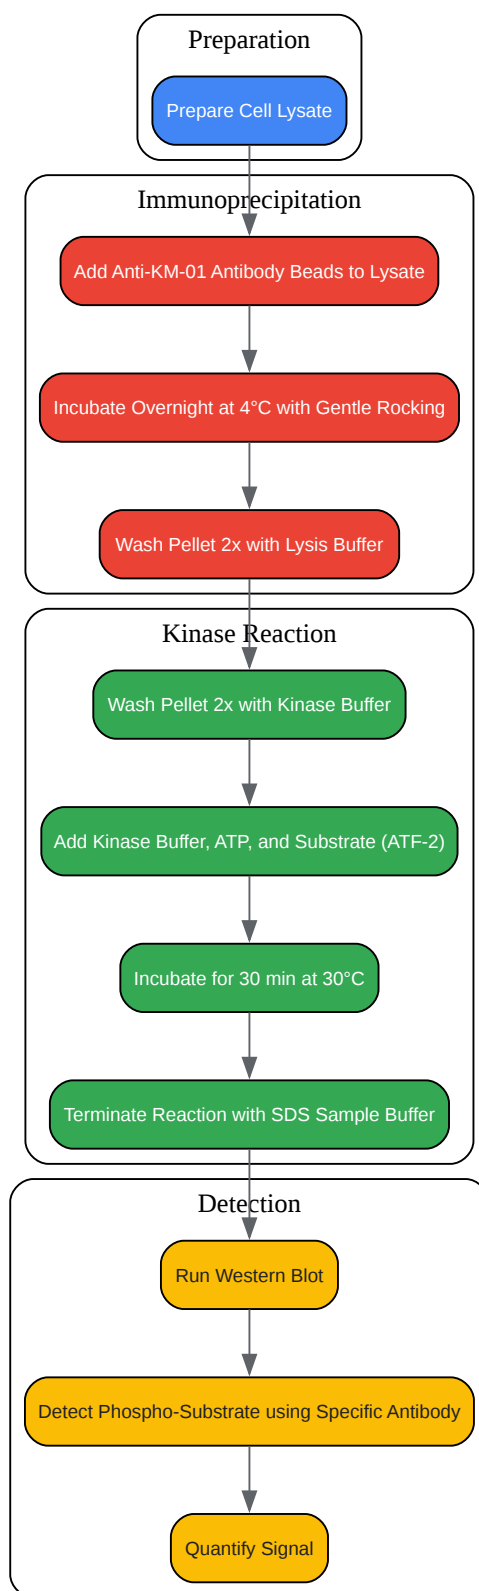 Preparation
Prepare Cell Lysate
Immunoprecipitation
Add Anti-KM-01 Antibody Beads to Lysate
Incubate Overnight at 4°C with Gentle Rocking
Wash Pellet 2x with Lysis Buffer
Kinase Reaction
Wash Pellet 2x with Kinase Buffer
Add Kinase Buffer, ATP, and Substrate (ATF-2)
Incubate for 30 min at 30°C
Terminate Reaction with SDS Sample Buffer
Detection
Run Western Blot
Detect Phospho-Substrate using Specific Antibody
Quantify Signal